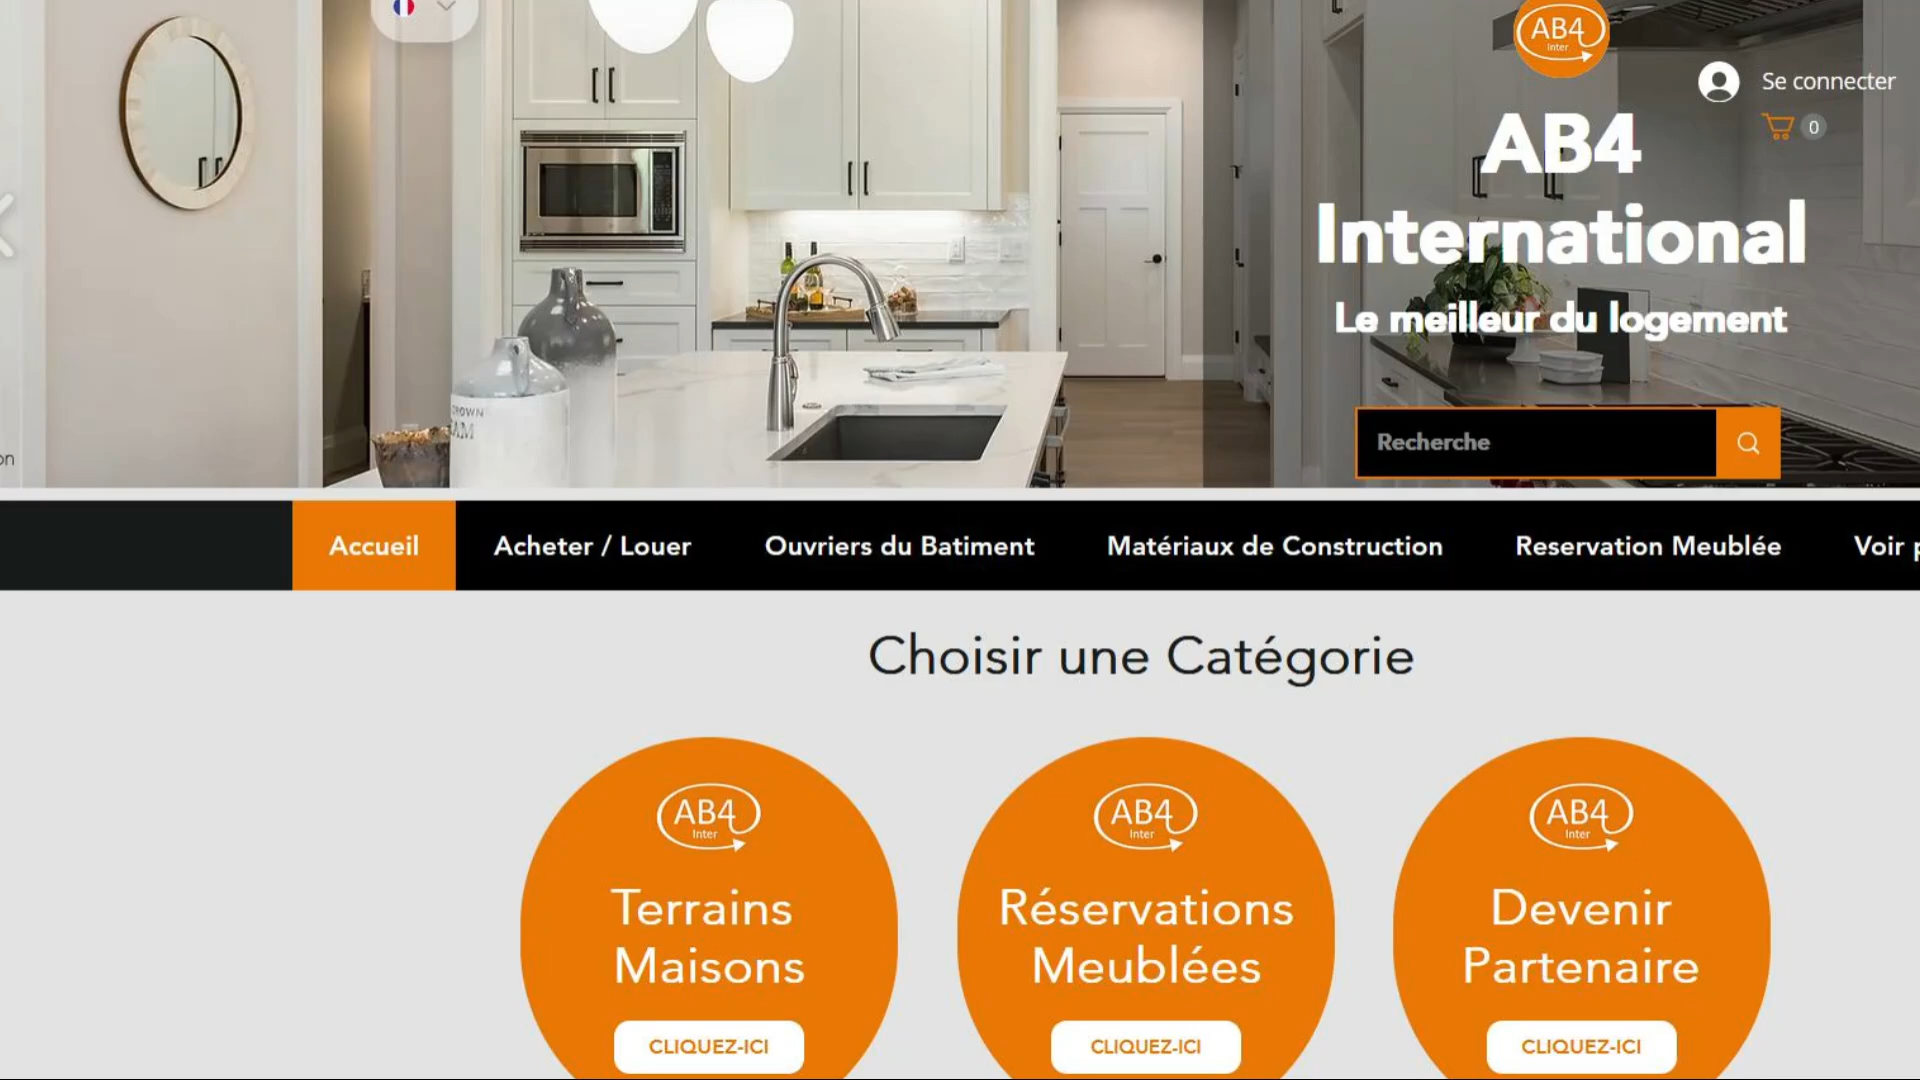 AB4
Inter
Se connecter
0
AB4
International
Le meilleur du logement
Recherche
Accueil
Acheter / Louer
Ouvriers du Batiment
Matériaux de Construction
Reservation Meublée
Voir p
Choisir une Catégorie
AB4
Inter
Terrains
Maisons
CLIQUEZ-ICI
AB4
Inter
Réservations
Meublées
CLIQUEZ-ICI
AB4
Inter
Devenir
Partenaire
CLIQUEZ-ICI